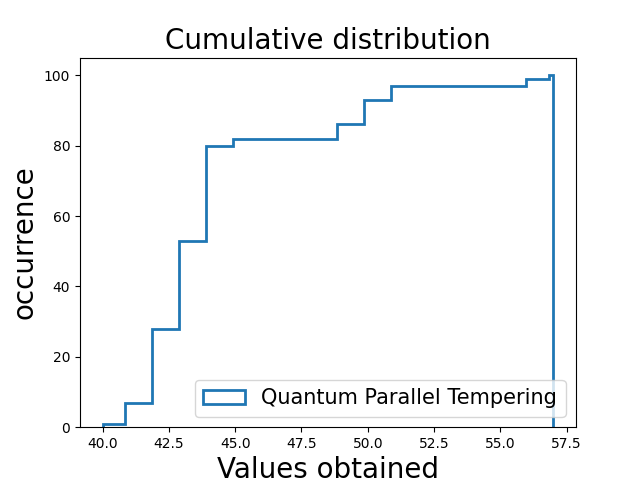 Cumulative distribution
occurrence
100
80
60
40
20
0
Quantum Parallel Tempering
40.0 42.5 45.0 47.5 50.0 52.5 55.0 57.5
Values obtained